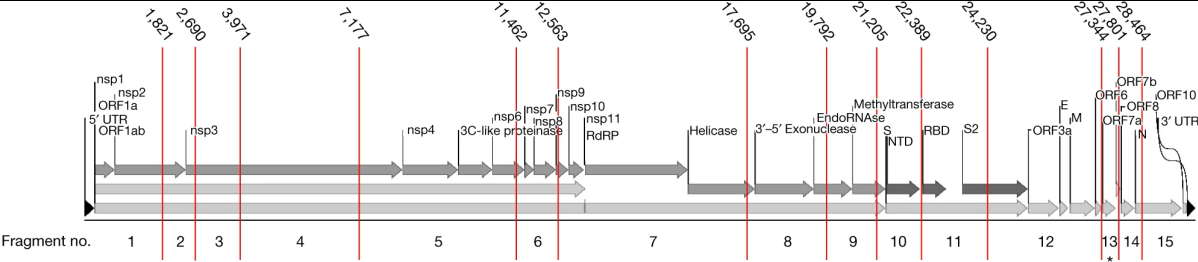 1,821
2,690
3,971
7,177
11,462
12,563
17,695
19,792
21,205
22,389
24,230
27,344
27,801
28,464
nsp1
nsp2
ORF1a
5′ UTR
ORF1ab
nsp3
nsp4
3C-like proteinase
nsp6
nsp7
nsp8
nsp9
nsp10
nsp11
RdRP
Helicase
3′–5′ Exonuclease
EndoRNAse
Methyltransferase
S
NTD
RBD
S2
ORF3a
E
M
ORF6
ORF7a
ORF7b
ORF8
N
ORF10
3′ UTR
Fragment no. 1 2 3 4 5 6 7 8 9 10 11 12 13 14 15
*